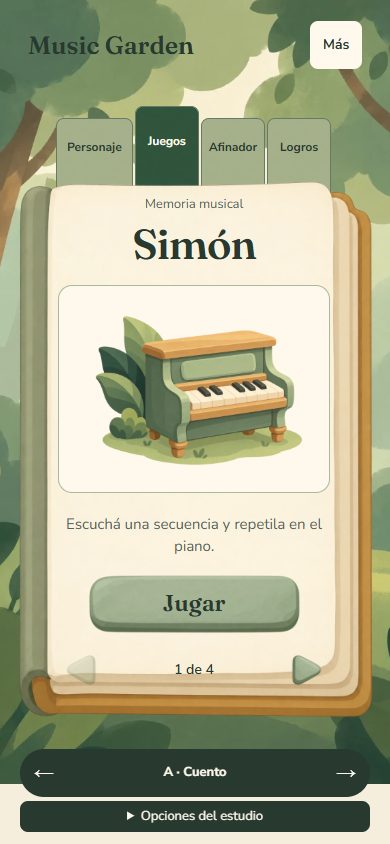 Music Garden
Más
Personaje
Juegos
Afinador
Logros
Memoria musical
Simón
Escuchá una secuencia y repetila en el
piano.
Jugar
1 de 4
← A · Cuento →
▶ Opciones del estudio